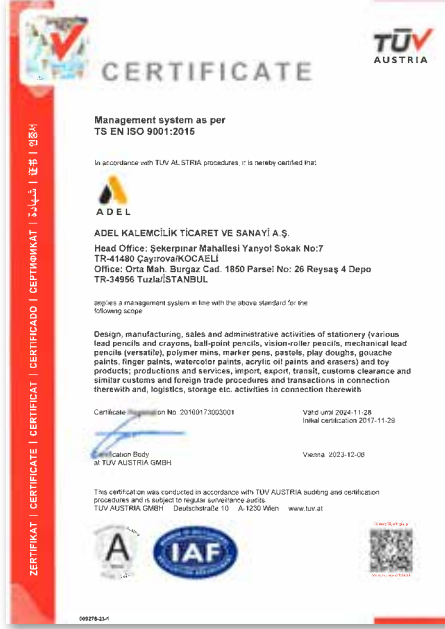 TÜV
AUSTRIA
CERTIFICATE
Management system as per
TS EN ISO 9001:2015
In accordance with TÜV AUSTRIA procedures, it is hereby certified that
ADEL
ADEL KALEMCİLİK TİCARET VE SANAYİ A.Ş.
Head Office: Şekerpınar Mahallesi Yanyol Sokak No:7
TR-41480 Çayırova/KOCAELİ
Office: Orta Mah. Burgaz Cad. 1850 Parsel No: 26 Reysaş 4 Depo
TR-34956 Tuzla/İSTANBUL
applies a management system in line with the above standard for the
following scope
Design, manufacturing, sales and administrative activities of stationery (various
lead pencils and crayons, ball-point pencils, vision-roller pencils, mechanical lead
pencils (versatile), polymer mins, marker pens, pastels, play doughs, gouache
paints, finger paints, watercolor paints, acrylic oil paints and erasers) and toy
products; productions and services, import, export, transit, customs clearance and
similar customs and foreign trade procedures and transactions in connection
therewith and, logistics, storage etc. activities in connection therewith
Certificate Registration No. 20160173003001
Valid until 2024-11-28
Initial certification 2017-11-29
Certification Body
at TÜV AUSTRIA GMBH
Vienna, 2023-12-08
This certification was conducted in accordance with TÜV AUSTRIA auditing and certification
procedures and is subject to regular surveillance audits.
TÜV AUSTRIA GMBH Deutschstraße 10 A-1230 Wien www.tuv.at
A
IAF
ZERTIFIKAT | CERTIFICATE | CERTIFICAT | CERTIFICADO | СЕРТИФИКАТ | شهادة | 证书 | 인증서